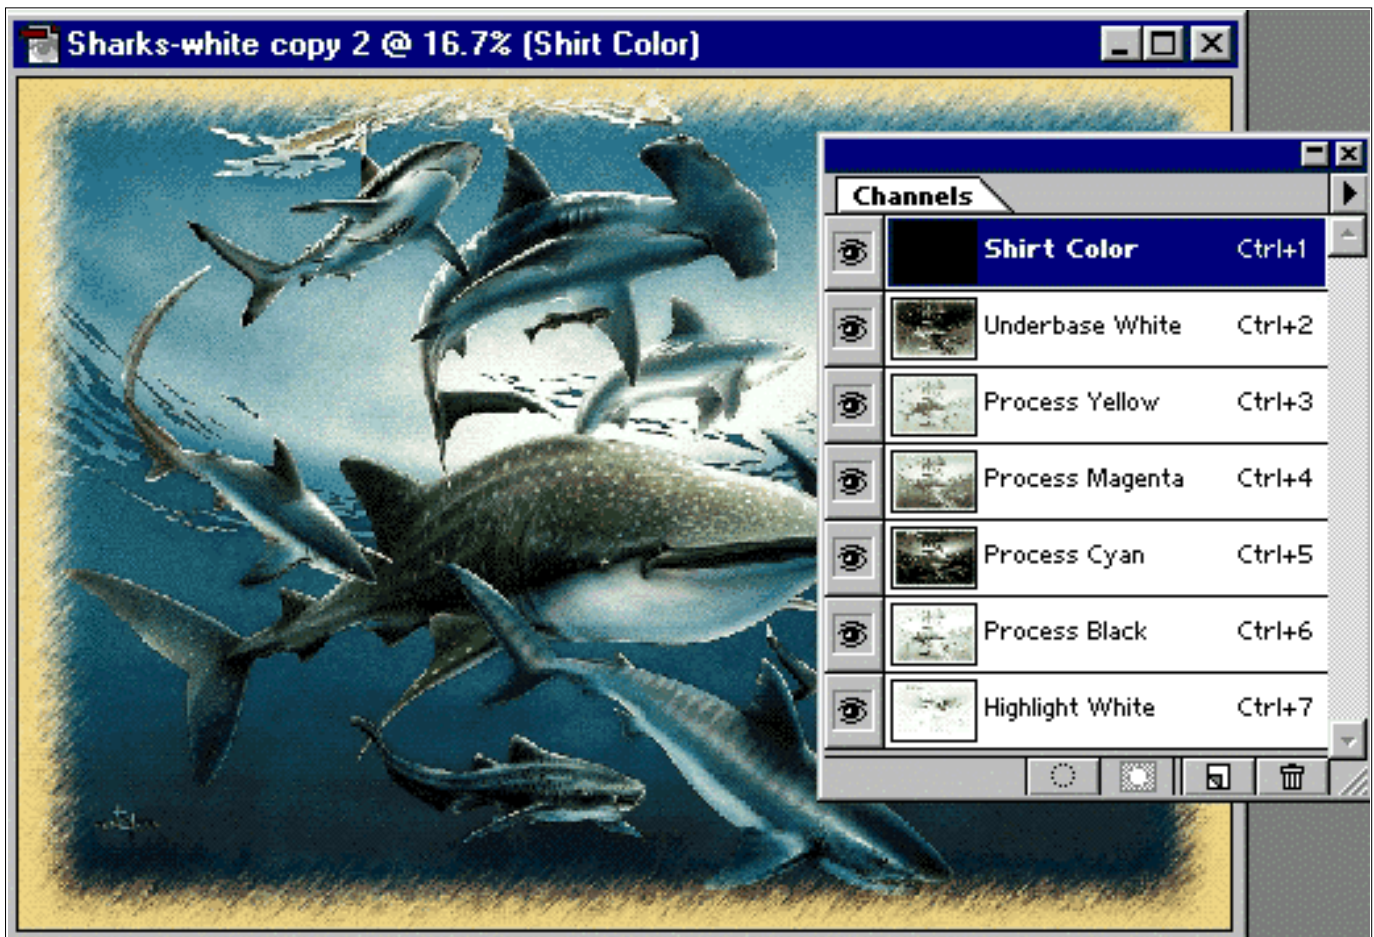 Sharks-white copy 2 @ 16.7% (Shirt Color)
Channels
Shirt Color Ctrl+1
Underbase White Ctrl+2
Process Yellow Ctrl+3
Process Magenta Ctrl+4
Process Cyan Ctrl+5
Process Black Ctrl+6
Highlight White Ctrl+7